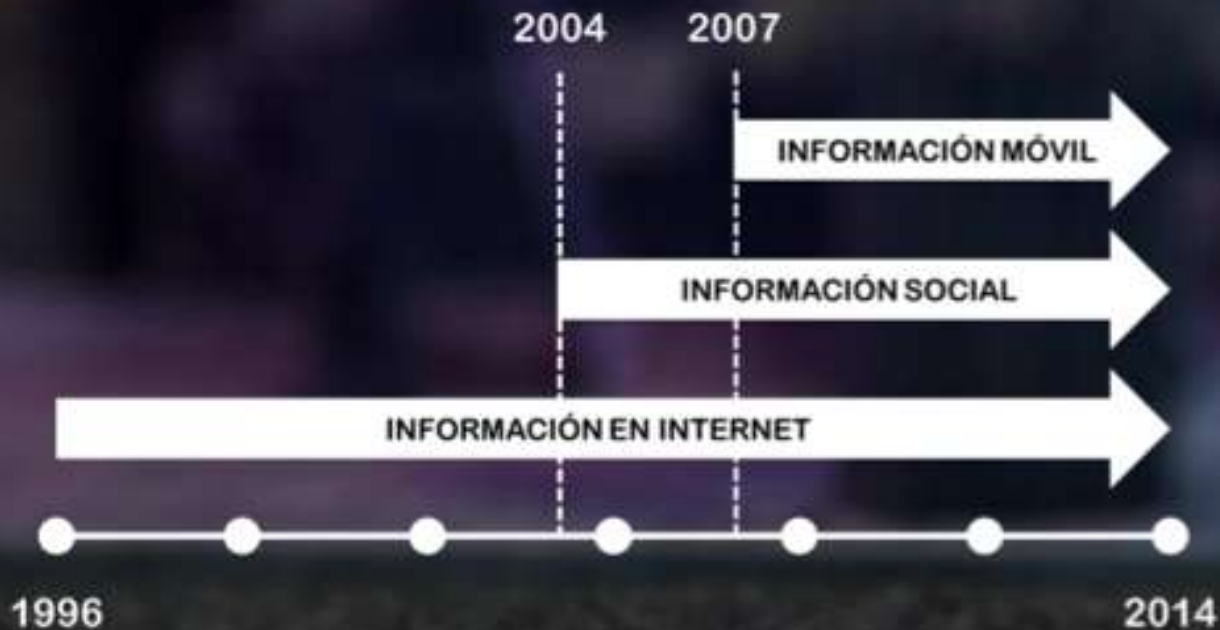 2004 2007
INFORMACIÓN MÓVIL
INFORMACIÓN SOCIAL
INFORMACIÓN EN INTERNET
1996 2014